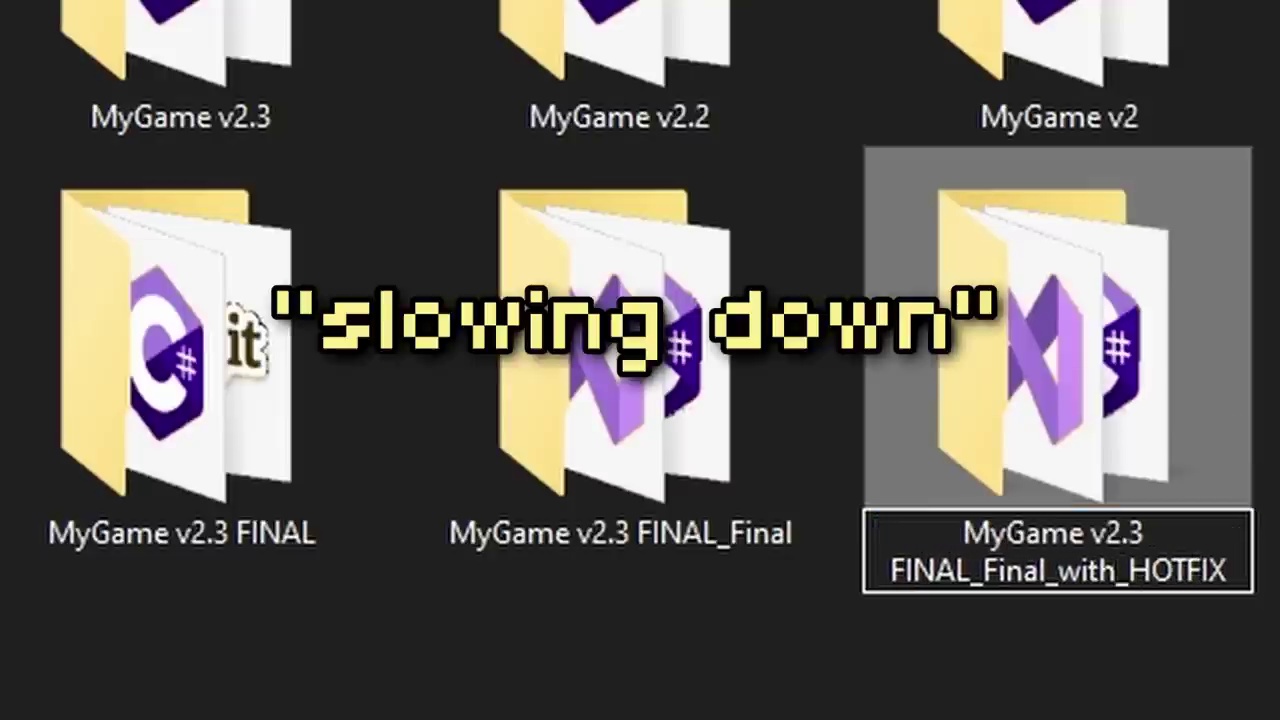 MyGame v2.3
MyGame v2.2
MyGame v2
C#
it
"slowing down"
#
#
MyGame v2.3 FINAL
MyGame v2.3 FINAL_Final
MyGame v2.3
FINAL_Final_with_HOTFIX